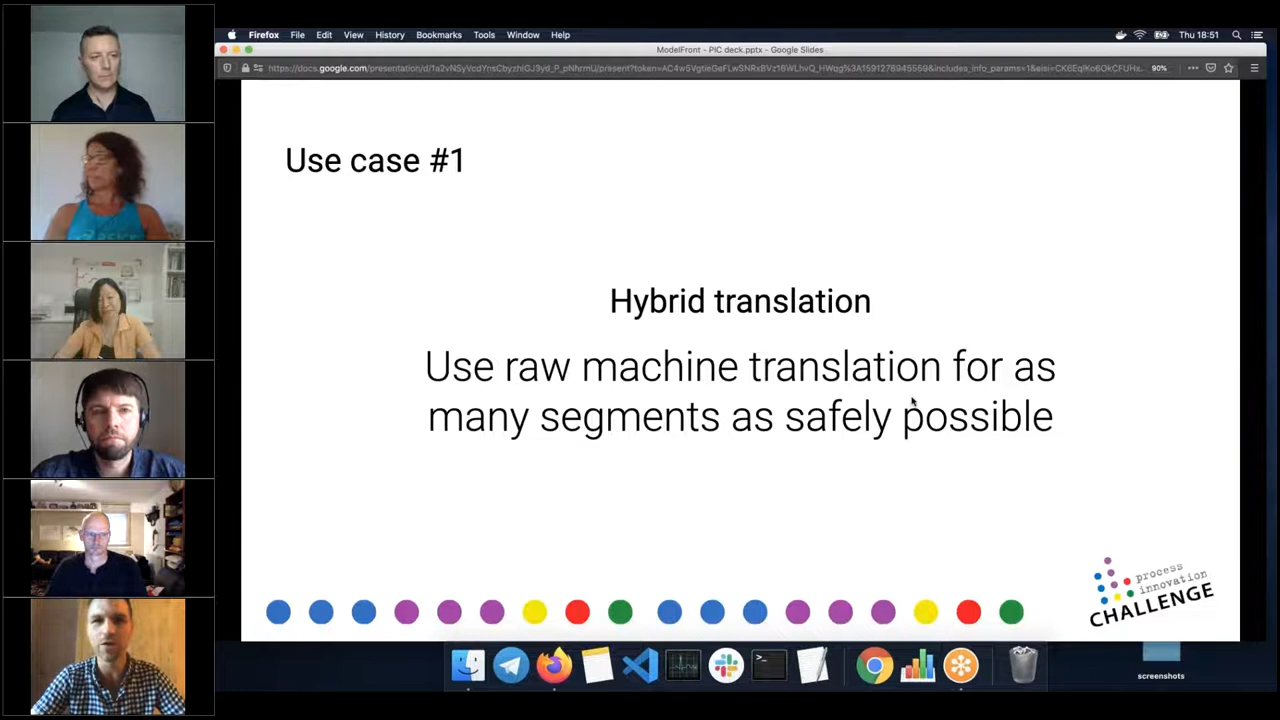 Firefox File Edit View History Bookmarks Tools Window Help Thu 18:51
ModelFront - PIC deck.pptx - Google Slides
90%
Use case #1
Hybrid translation
Use raw machine translation for as
many segments as safely possible
process
innovation
CHALLENGE
screenshots